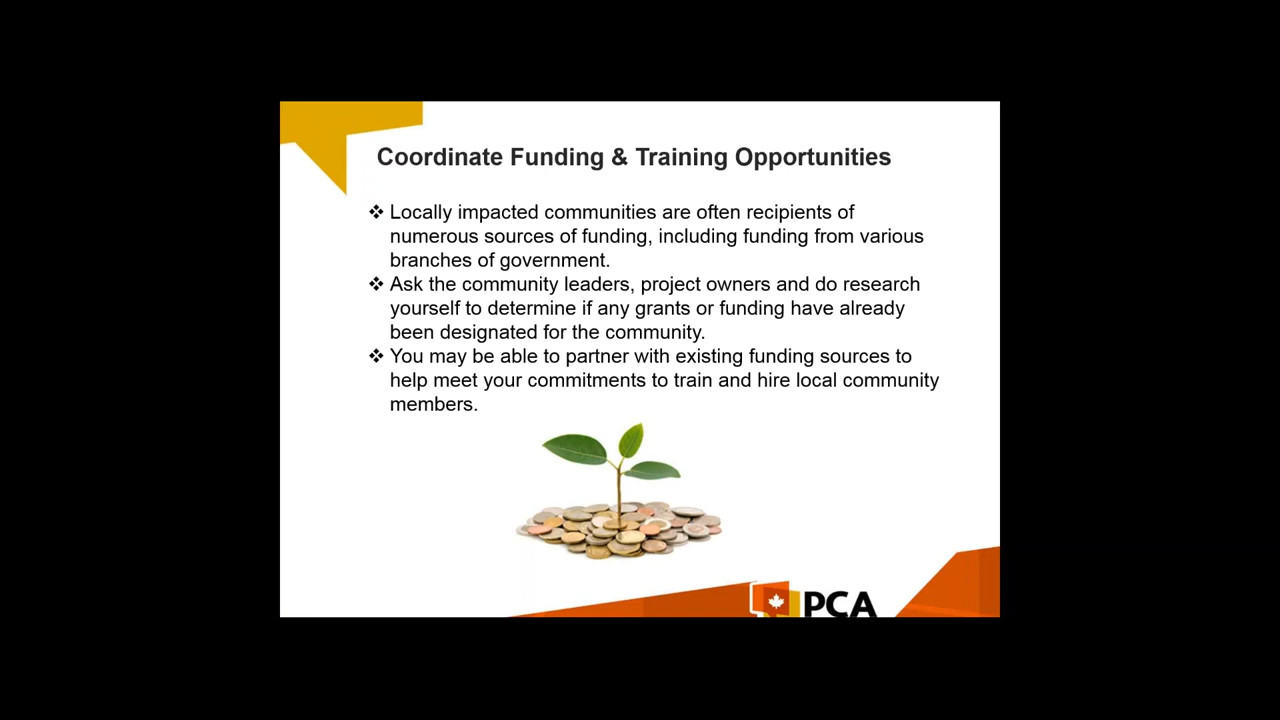 Coordinate Funding & Training Opportunities
❖ Locally impacted communities are often recipients of
numerous sources of funding, including funding from various
branches of government.
❖ Ask the community leaders, project owners and do research
yourself to determine if any grants or funding have already
been designated for the community.
❖ You may be able to partner with existing funding sources to
help meet your commitments to train and hire local community
members.
PCA